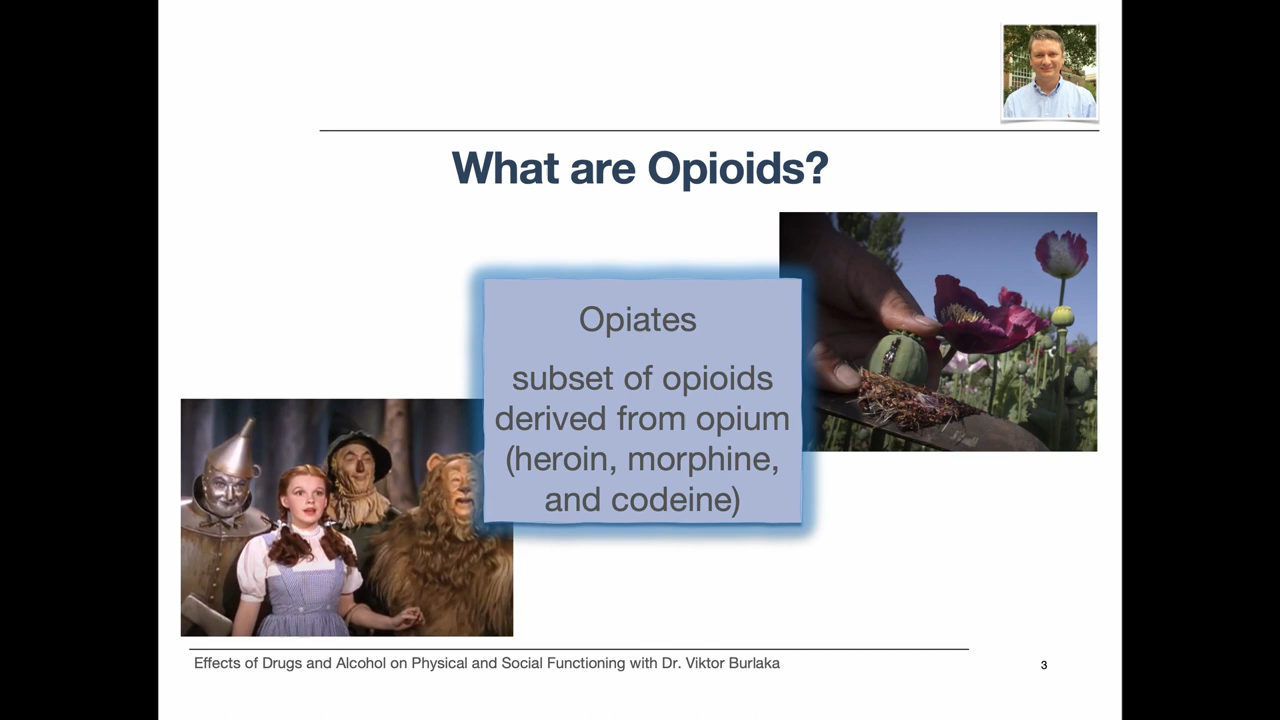 What are Opioids?
Opiates
subset of opioids
derived from opium
(heroin, morphine,
and codeine)
Effects of Drugs and Alcohol on Physical and Social Functioning with Dr. Viktor Burlaka
3